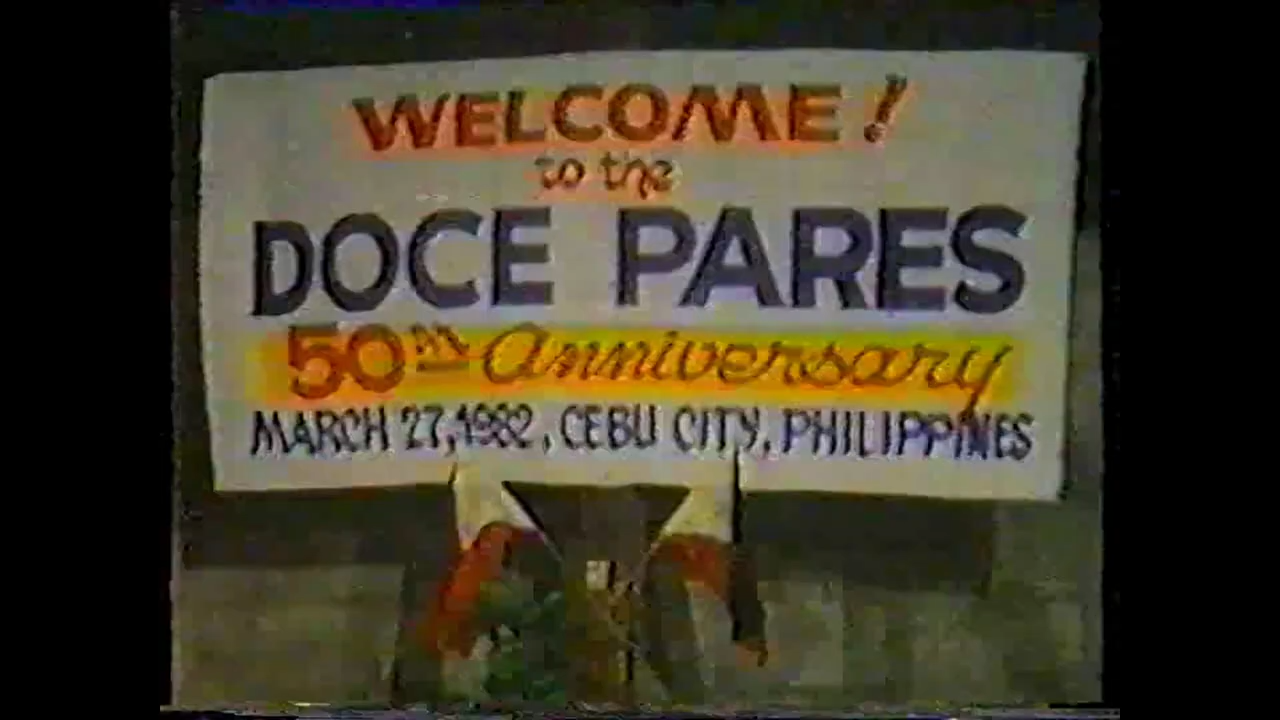 WELCOME!
to the
DOCE PARES
50th Anniversary
MARCH 27, 1982, CEBU CITY, PHILIPPINES